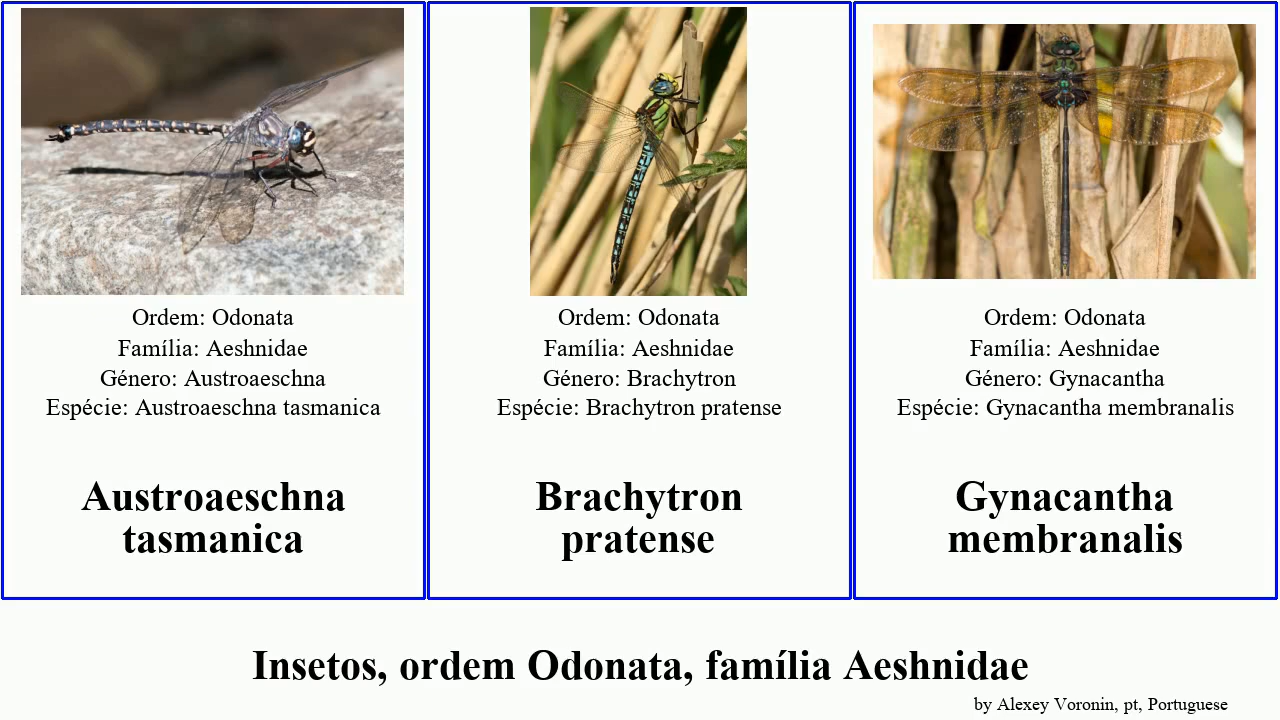 Ordem: Odonata
Família: Aeshnidae
Género: Austroaeschna
Espécie: Austroaeschna tasmanica
Austroaeschna
tasmanica
Ordem: Odonata
Família: Aeshnidae
Género: Brachytron
Espécie: Brachytron pratense
Brachytron
pratense
Ordem: Odonata
Família: Aeshnidae
Género: Gynacantha
Espécie: Gynacantha membranalis
Gynacantha
membranalis
Insetos, ordem Odonata, família Aeshnidae
by Alexey Voronin, pt, Portuguese